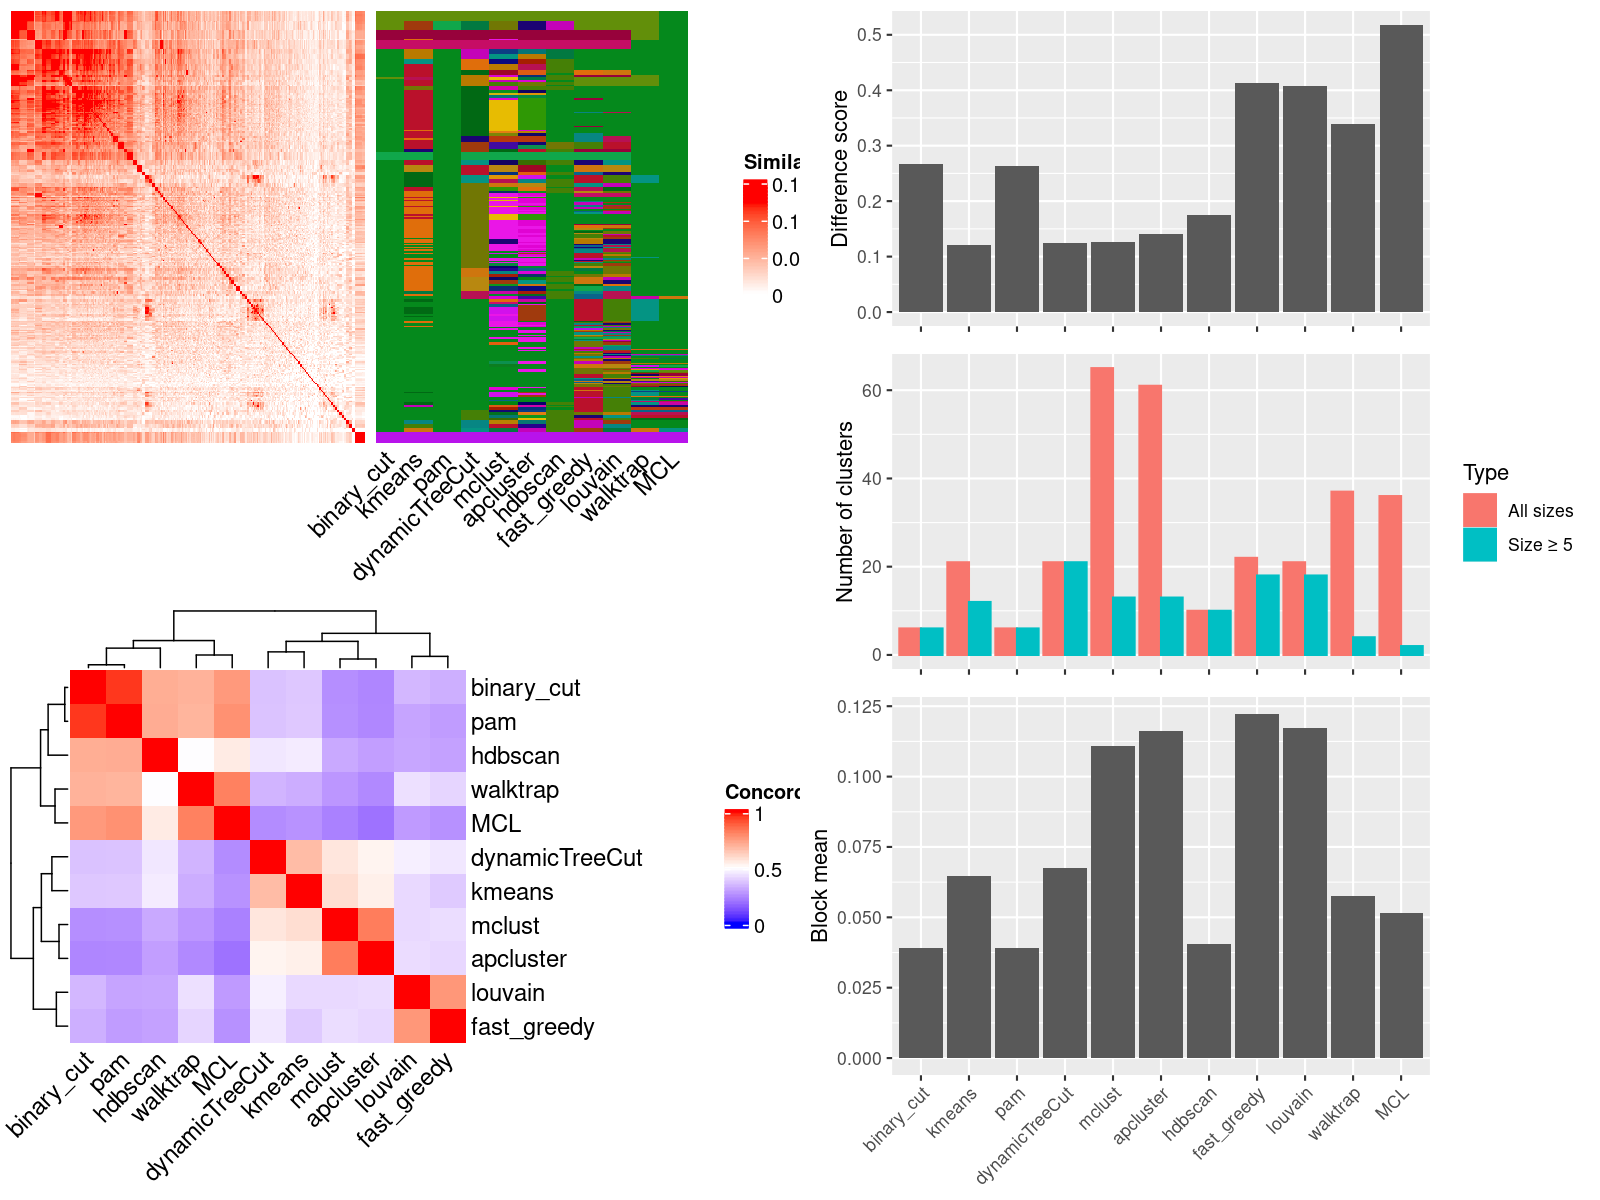 Simila
0.1
0.1
0.0
0
binary_cut
kmeans
pam
dynamicTreeCut
mclust
apcluster
hdbscan
fast_greedy
louvain
walktrap
MCL
binary_cut
pam
hdbscan
walktrap
MCL
dynamicTreeCut
kmeans
mclust
apcluster
louvain
fast_greedy
binary_cut
pam
hdbscan
walktrap
MCL
dynamicTreeCut
kmeans
mclust
apcluster
louvain
fast_greedy
Concord
1
0.5
0
Difference score
0.5
0.4
0.3
0.2
0.1
0.0
Number of clusters
60
40
20
0
Type
All sizes
Size ≥ 5
Block mean
0.125
0.100
0.075
0.050
0.025
0.000
binary_cut
kmeans
pam
dynamicTreeCut
mclust
apcluster
hdbscan
fast_greedy
louvain
walktrap
MCL